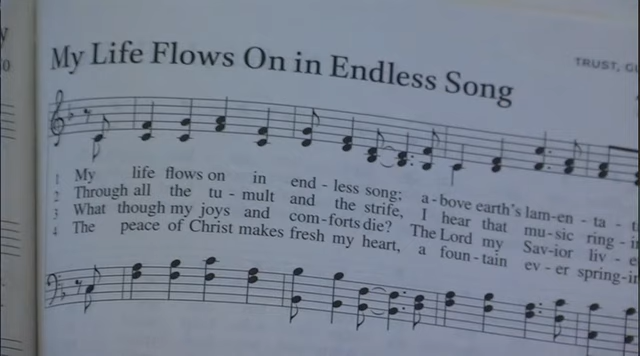 My Life Flows On in Endless Song
TRUST,
1 My life flows on in end - less song; a - bove earth's lam - en - ta -
2 Through all the tu - mult and the strife, I hear that mu - sic ring -
3 What though my joys and com - forts die? The Lord my Sav - ior liv -
4 The peace of Christ makes fresh my heart, a foun - tain ev - er spring -